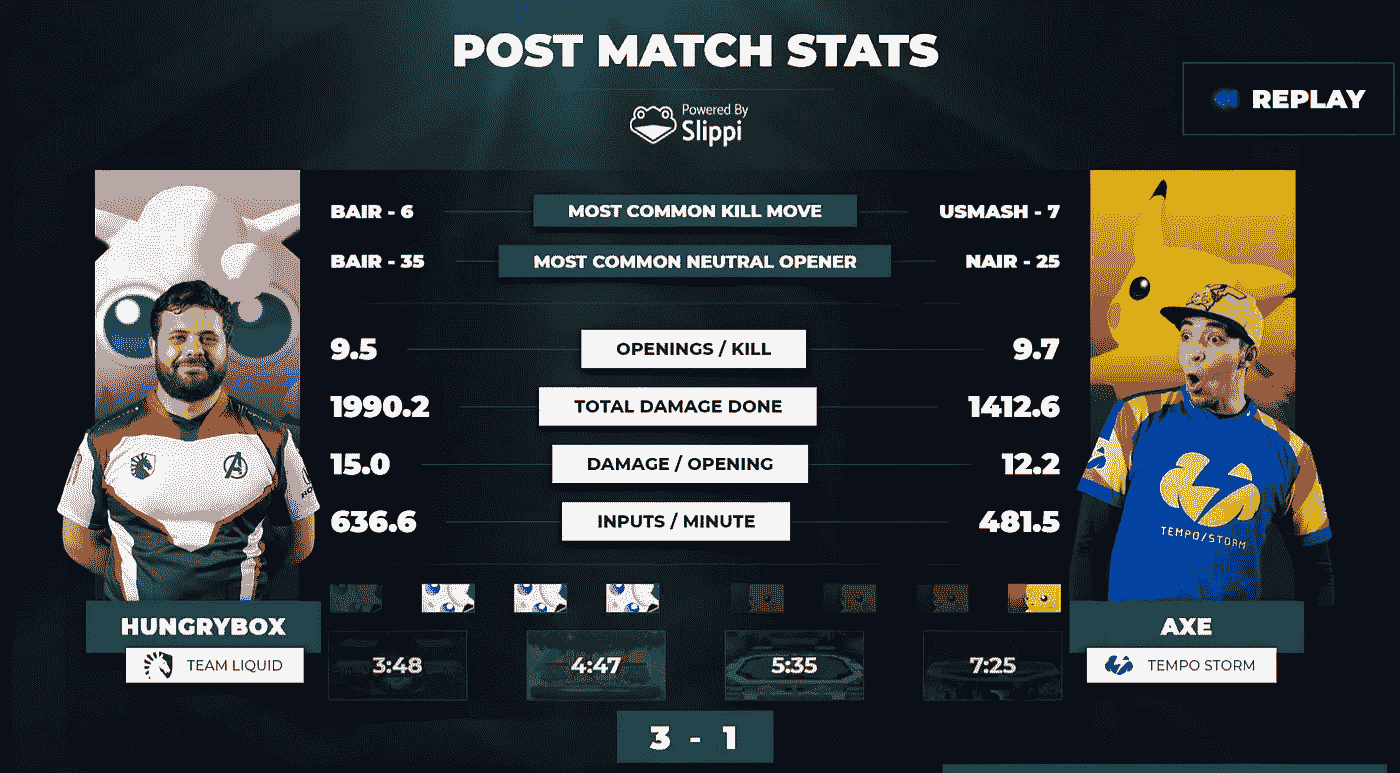 POST MATCH STATS
Powered By
Slippi
REPLAY
BAIR - 6 MOST COMMON KILL MOVE USMASH - 7
BAIR - 35 MOST COMMON NEUTRAL OPENER NAIR - 25
9.5 OPENINGS / KILL 9.7
1990.2 TOTAL DAMAGE DONE 1412.6
15.0 DAMAGE / OPENING 12.2
636.6 INPUTS / MINUTE 481.5
TEMPO/STORM
HUNGRYBOX
TEAM LIQUID
3:48 4:47 5:35 7:25
AXE
TEMPO STORM
3 - 1